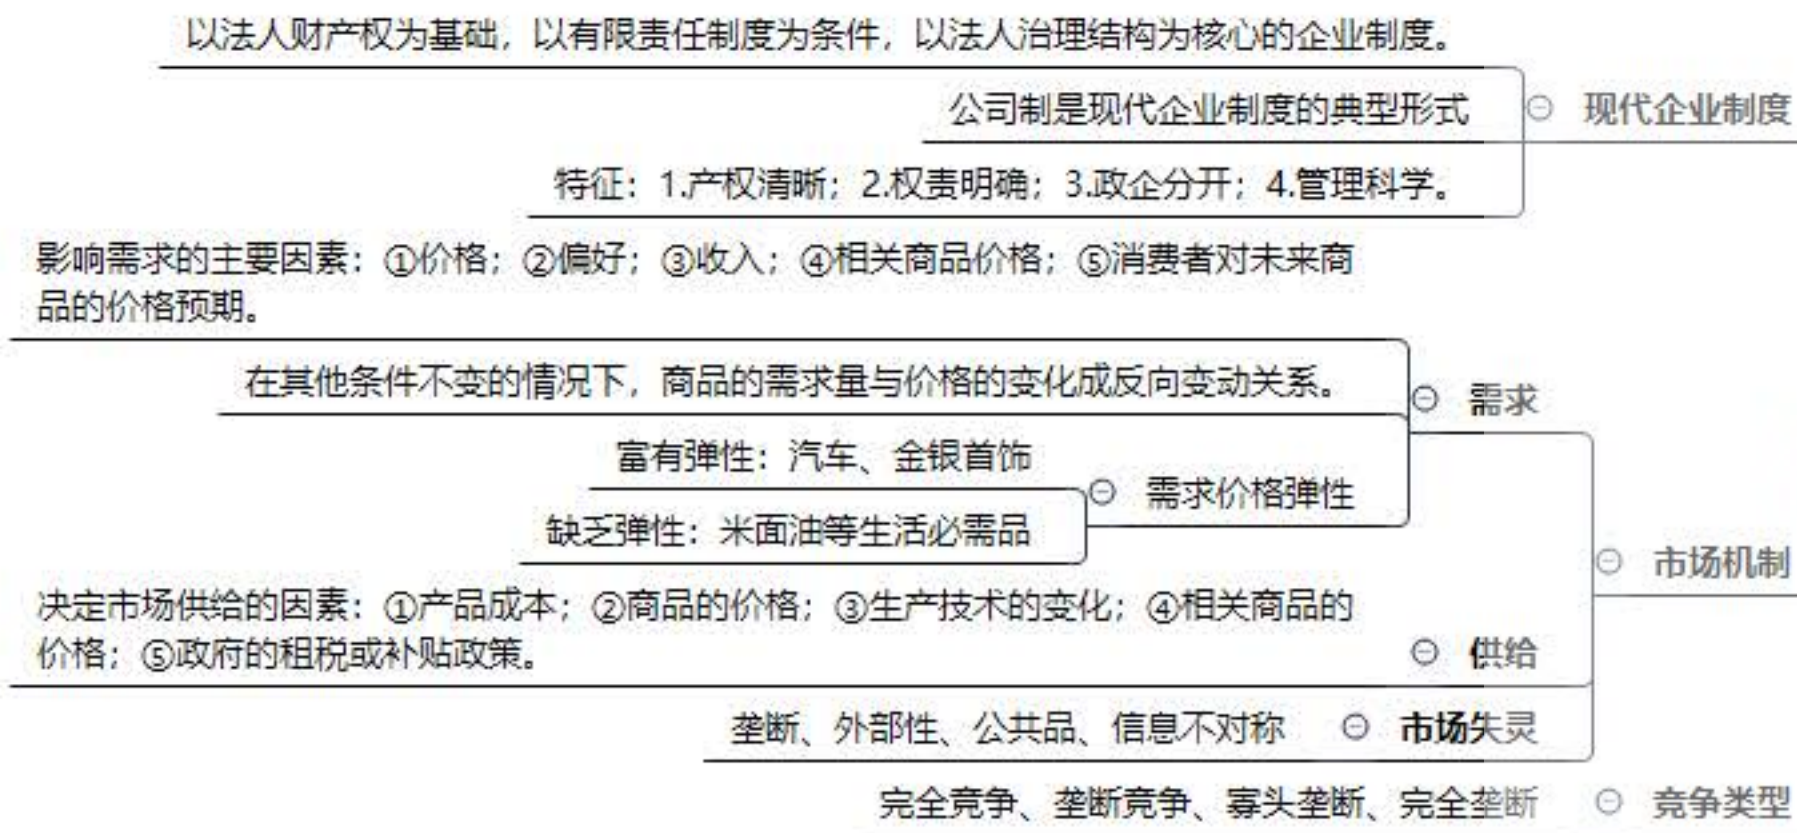 以法人财产权为基础，以有限责任制度为条件，以法人治理结构为核心的企业制度。
公司制是现代企业制度的典型形式
现代企业制度
特征：1.产权清晰；2.权责明确；3.政企分开；4.管理科学。
影响需求的主要因素：①价格；②偏好；③收入；④相关商品价格；⑤消费者对未来商
品的价格预期。
在其他条件不变的情况下，商品的需求量与价格的变化成反向变动关系。
需求
富有弹性：汽车、金银首饰
需求价格弹性
缺乏弹性：米面油等生活必需品
市场机制
决定市场供给的因素：①产品成本；②商品的价格；③生产技术的变化；④相关商品的
价格；⑤政府的租税或补贴政策。
供给
垄断、外部性、公共品、信息不对称
市场失灵
完全竞争、垄断竞争、寡头垄断、完全垄断
竞争类型